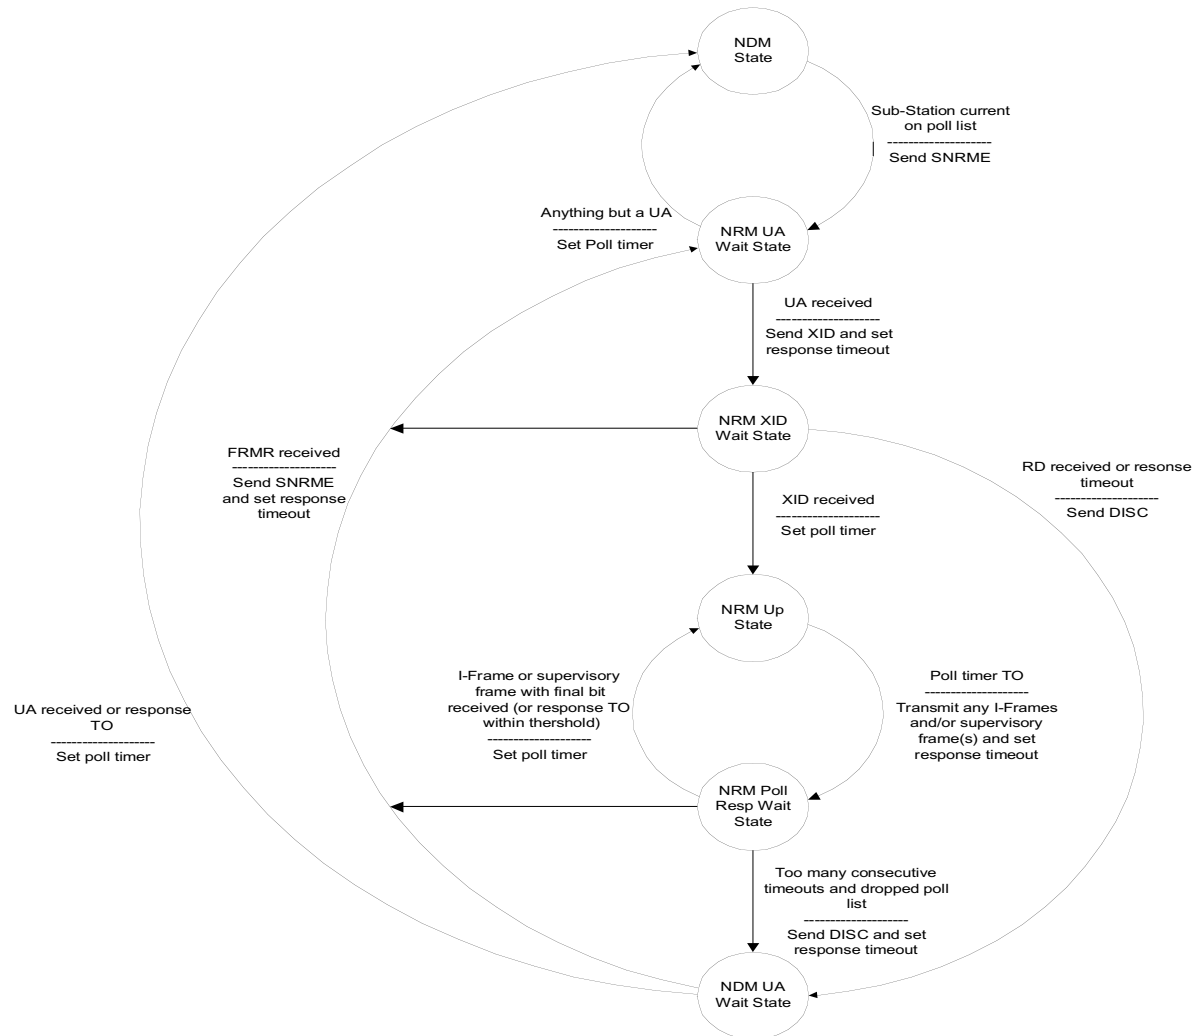 NDM
State
Sub-Station current
on poll list
--------------------
Send SNRME
Anything but a UA
--------------------
Set Poll timer
NRM UA
Wait State
UA received
--------------------
Send XID and set
response timeout
NRM XID
Wait State
FRMR received
--------------------
Send SNRME
and set response
timeout
RD received or resonse
timeout
--------------------
Send DISC
XID received
--------------------
Set poll timer
NRM Up
State
I-Frame or supervisory
frame with final bit
received (or response TO
within thershold)
--------------------
Set poll timer
Poll timer TO
--------------------
Transmit any I-Frames
and/or supervisory
frame(s) and set
response timeout
UA received or response
TO
--------------------
Set poll timer
NRM Poll
Resp Wait
State
Too many consecutive
timeouts and dropped poll
list
--------------------
Send DISC and set
response timeout
NDM UA
Wait State